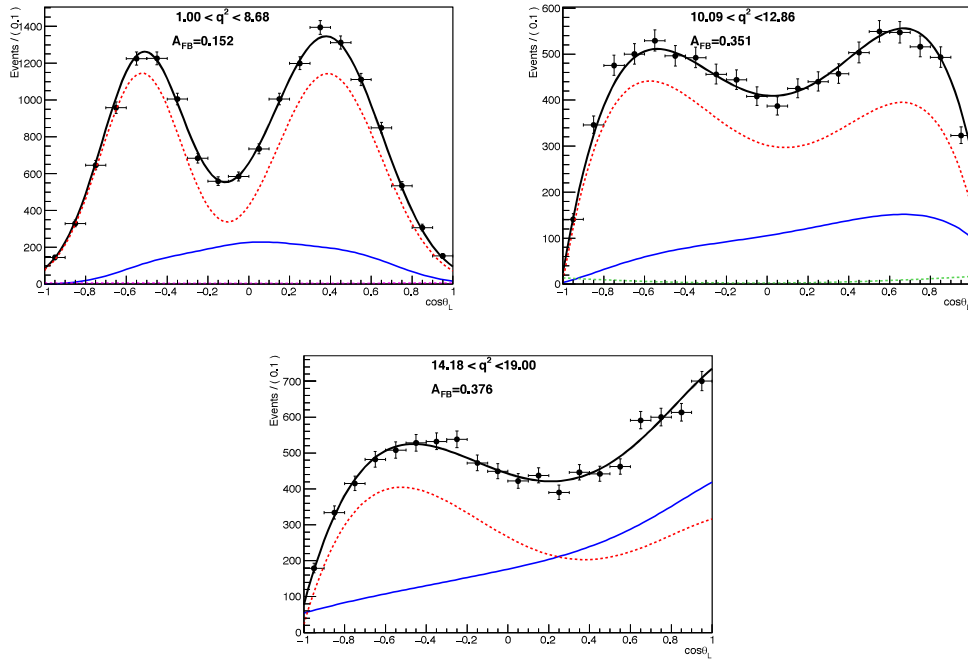 1.00 < q² < 8.68
A_FB=0.152
Events / ( 0.1 )
1400
1200
1000
800
600
400
200
0
-1 -0.8 -0.6 -0.4 -0.2 0 0.2 0.4 0.6 0.8 1
cosθ_L
10.09 < q² <12.86
A_FB=0.351
Events / ( 0.1 )
600
500
400
300
200
100
0
-1 -0.8 -0.6 -0.4 -0.2 0 0.2 0.4 0.6 0.8
cosθ_L
14.18 < q² <19.00
A_FB=0.376
Events / ( 0.1 )
700
600
500
400
300
200
100
0
-1 -0.8 -0.6 -0.4 -0.2 0 0.2 0.4 0.6 0.8 1
cosθ_L